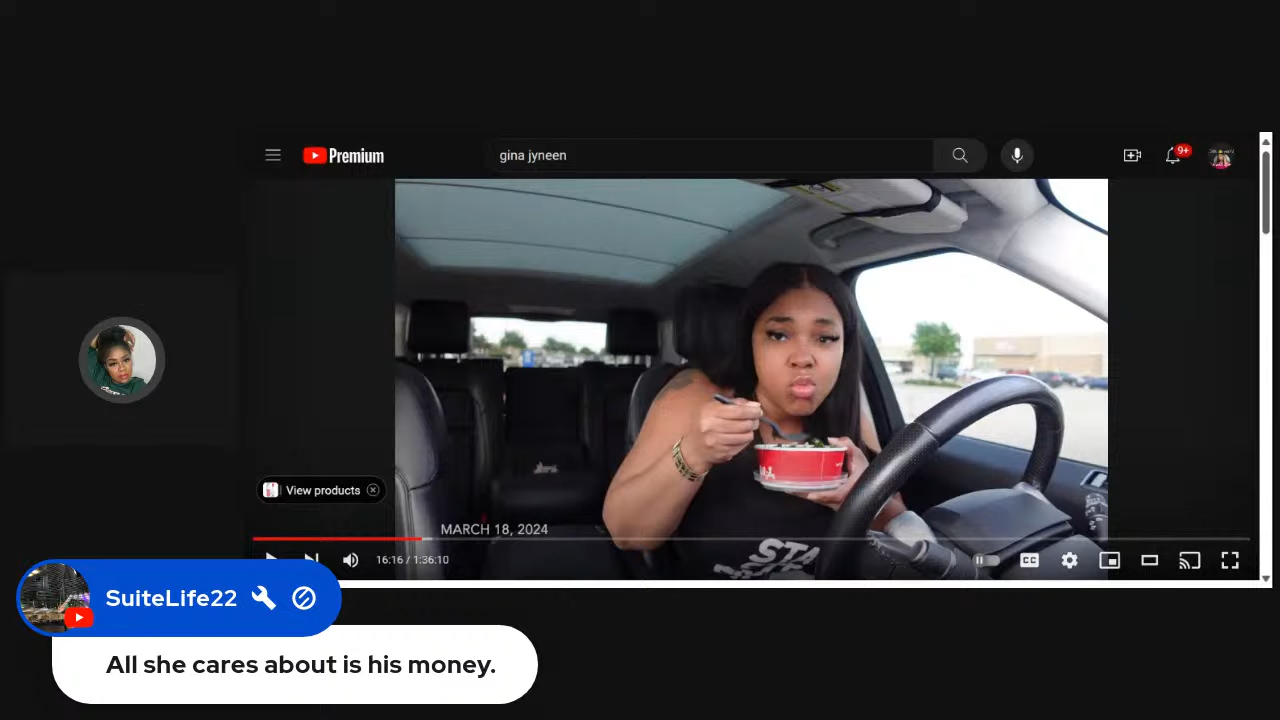 Premium
gina jyneen
9+
View products
MARCH 18, 2024
16:16 / 1:36:10
CC
SuiteLife22
All she cares about is his money.